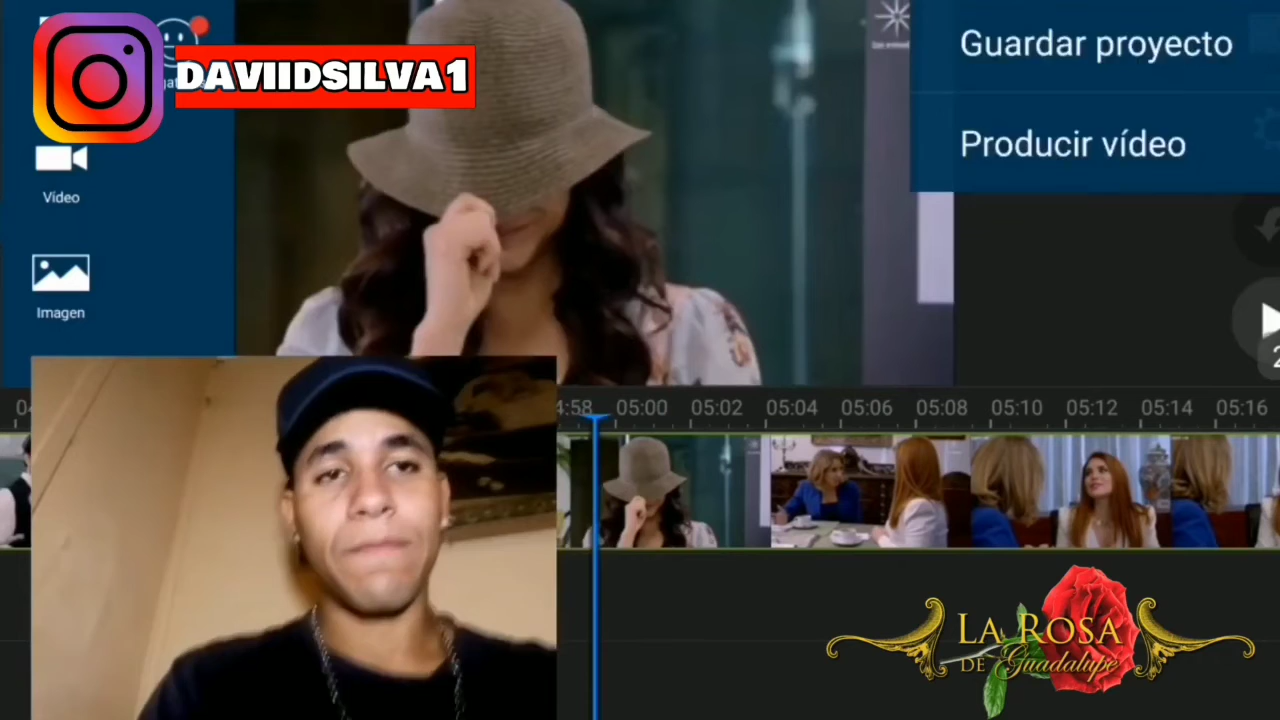 DAVIIDSILVA1
Vídeo
Imagen
Guardar proyecto
Producir vídeo
05:00 05:02 05:04 05:06 05:08 05:10 05:12 05:14 05:16
LA ROSA
DE Guadalupe